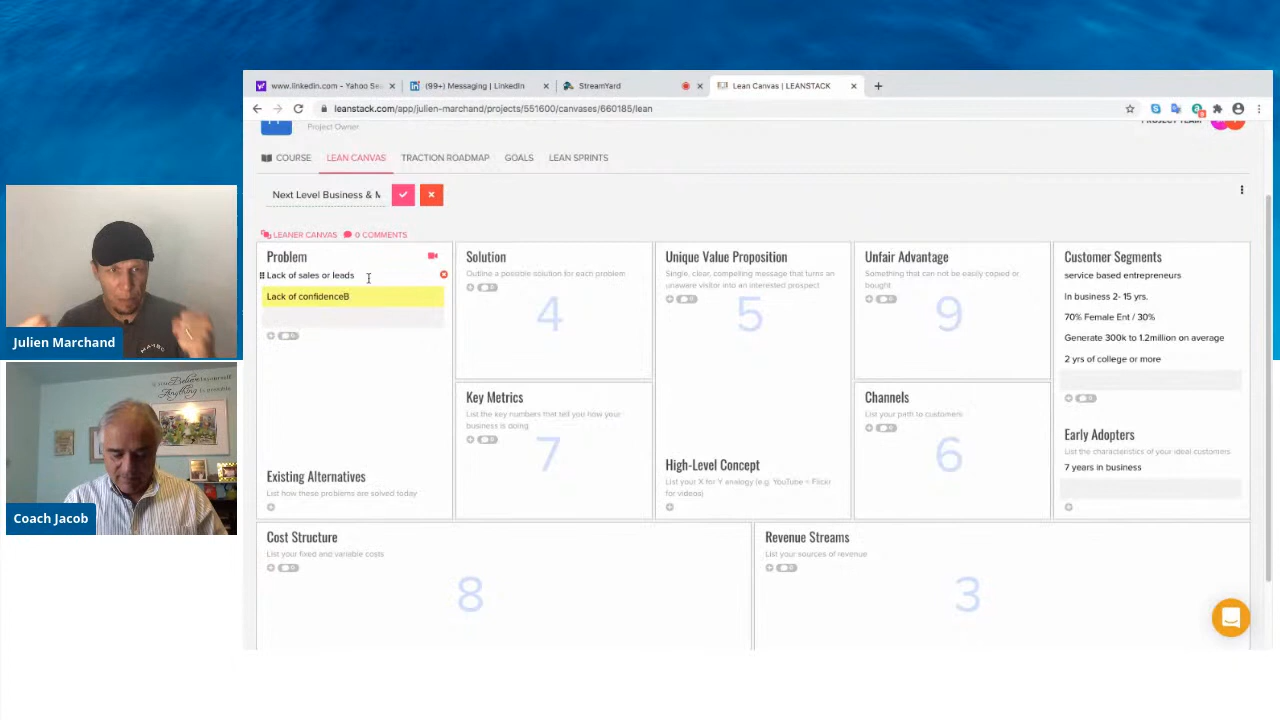 www.linkedin.com - Yahoo Se
(99+) Messaging | LinkedIn
StreamYard
Lean Canvas | LEANSTACK
leanstack.com/app/julien-marchand/projects/551600/canvases/660185/lean
Project Owner
PROJECT TEAM
COURSE
LEAN CANVAS
TRACTION ROADMAP
GOALS
LEAN SPRINTS
Next Level Business & M
LEANER CANVAS
0 COMMENTS
Problem
Lack of sales or leads
Lack of confidenceB
Existing Alternatives
List how these problems are solved today
Solution
Outline a possible solution for each problem
4
Key Metrics
List the key numbers that tell you how your
business is doing
7
Unique Value Proposition
Single, clear, compelling message that turns an
unaware visitor into an interested prospect
5
High-Level Concept
List your X for Y analogy (e.g. YouTube = Flickr
for videos)
Unfair Advantage
Something that can not be easily copied or
bought
9
Channels
List your path to customers
6
Customer Segments
service based entrepreneurs
In business 2- 15 yrs.
70% Female Ent / 30%
Generate 300k to 1.2million on average
2 yrs of college or more
Early Adopters
List the characteristics of your ideal customers
7 years in business
Cost Structure
List your fixed and variable costs
8
Revenue Streams
List your sources of revenue
3
Julien Marchand
Coach Jacob